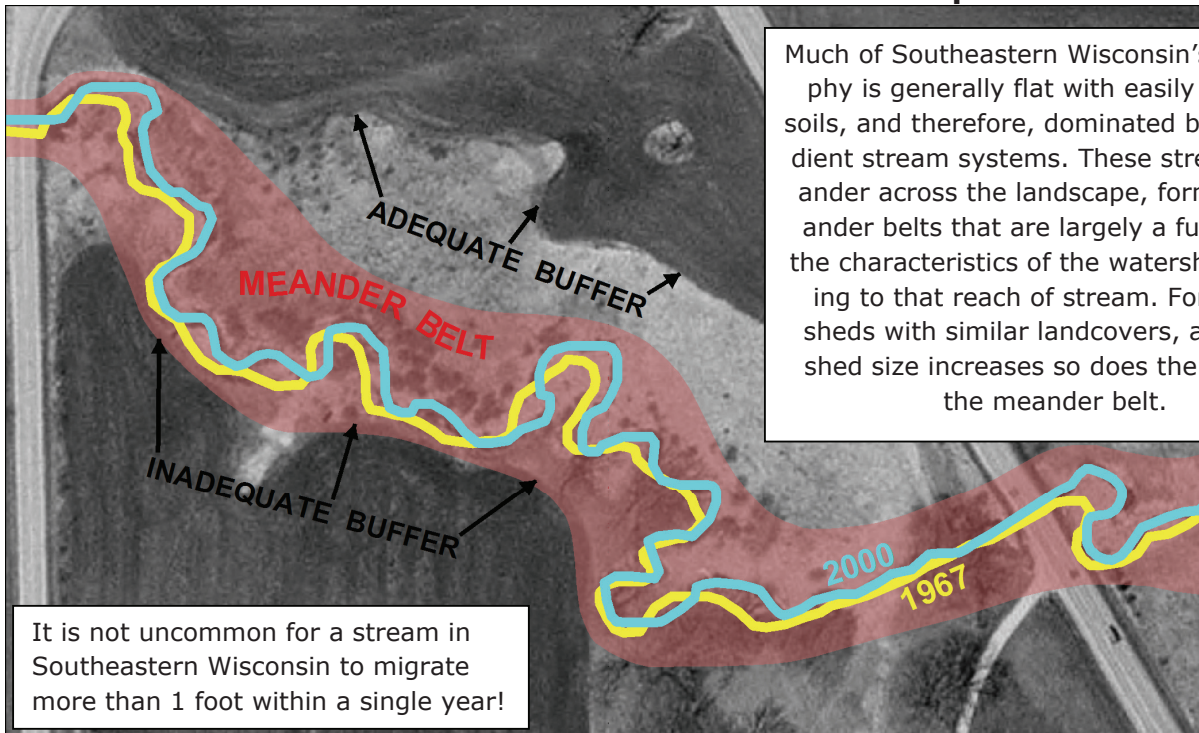 Much of Southeastern Wisconsin's
phy is generally flat with easily
soils, and therefore, dominated b
dient stream systems. These stre
ander across the landscape, for
ander belts that are largely a fu
the characteristics of the watersh
ing to that reach of stream. Fo
sheds with similar landcovers, a
shed size increases so does the
the meander belt.
ADEQUATE BUFFER
MEANDER BELT
INADEQUATE BUFFER
2000
1967
It is not uncommon for a stream in
Southeastern Wisconsin to migrate
more than 1 foot within a single year!